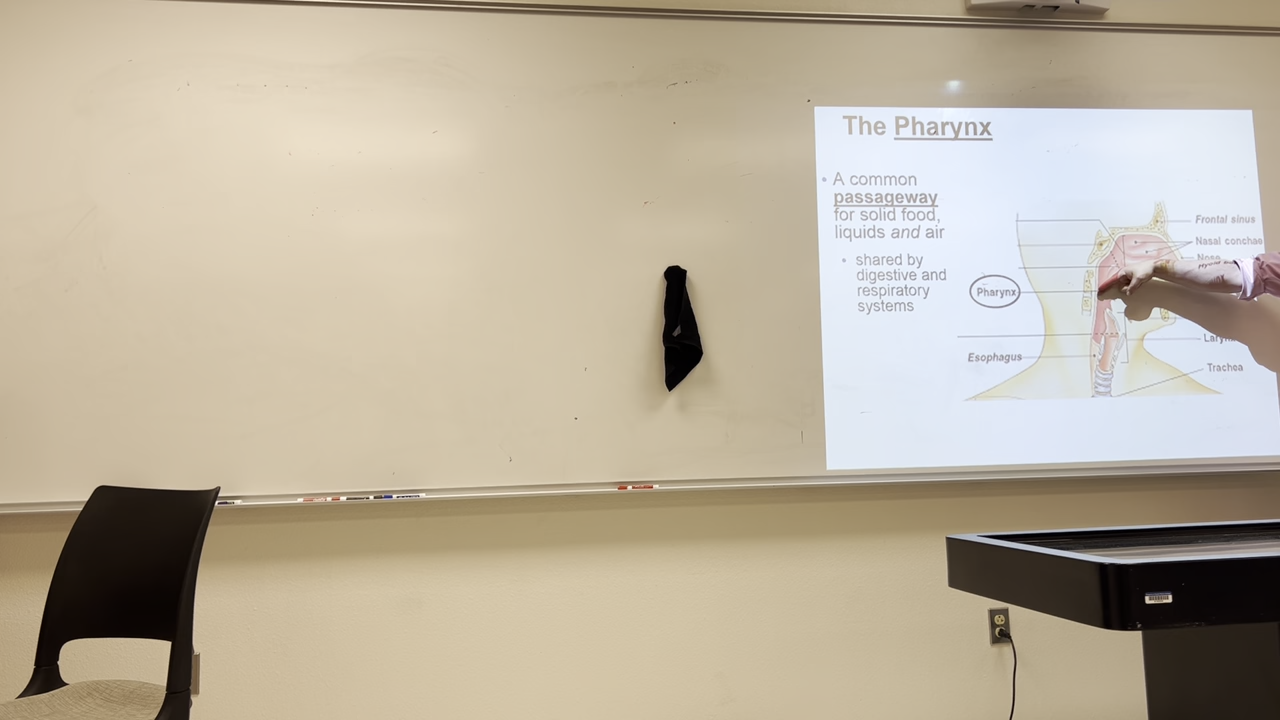 The Pharynx
• A common
passageway
for solid food,
liquids and air
• shared by
digestive and
respiratory
systems
Frontal sinus
Nasal conchae
Pharynx
Esophagus
Trachea